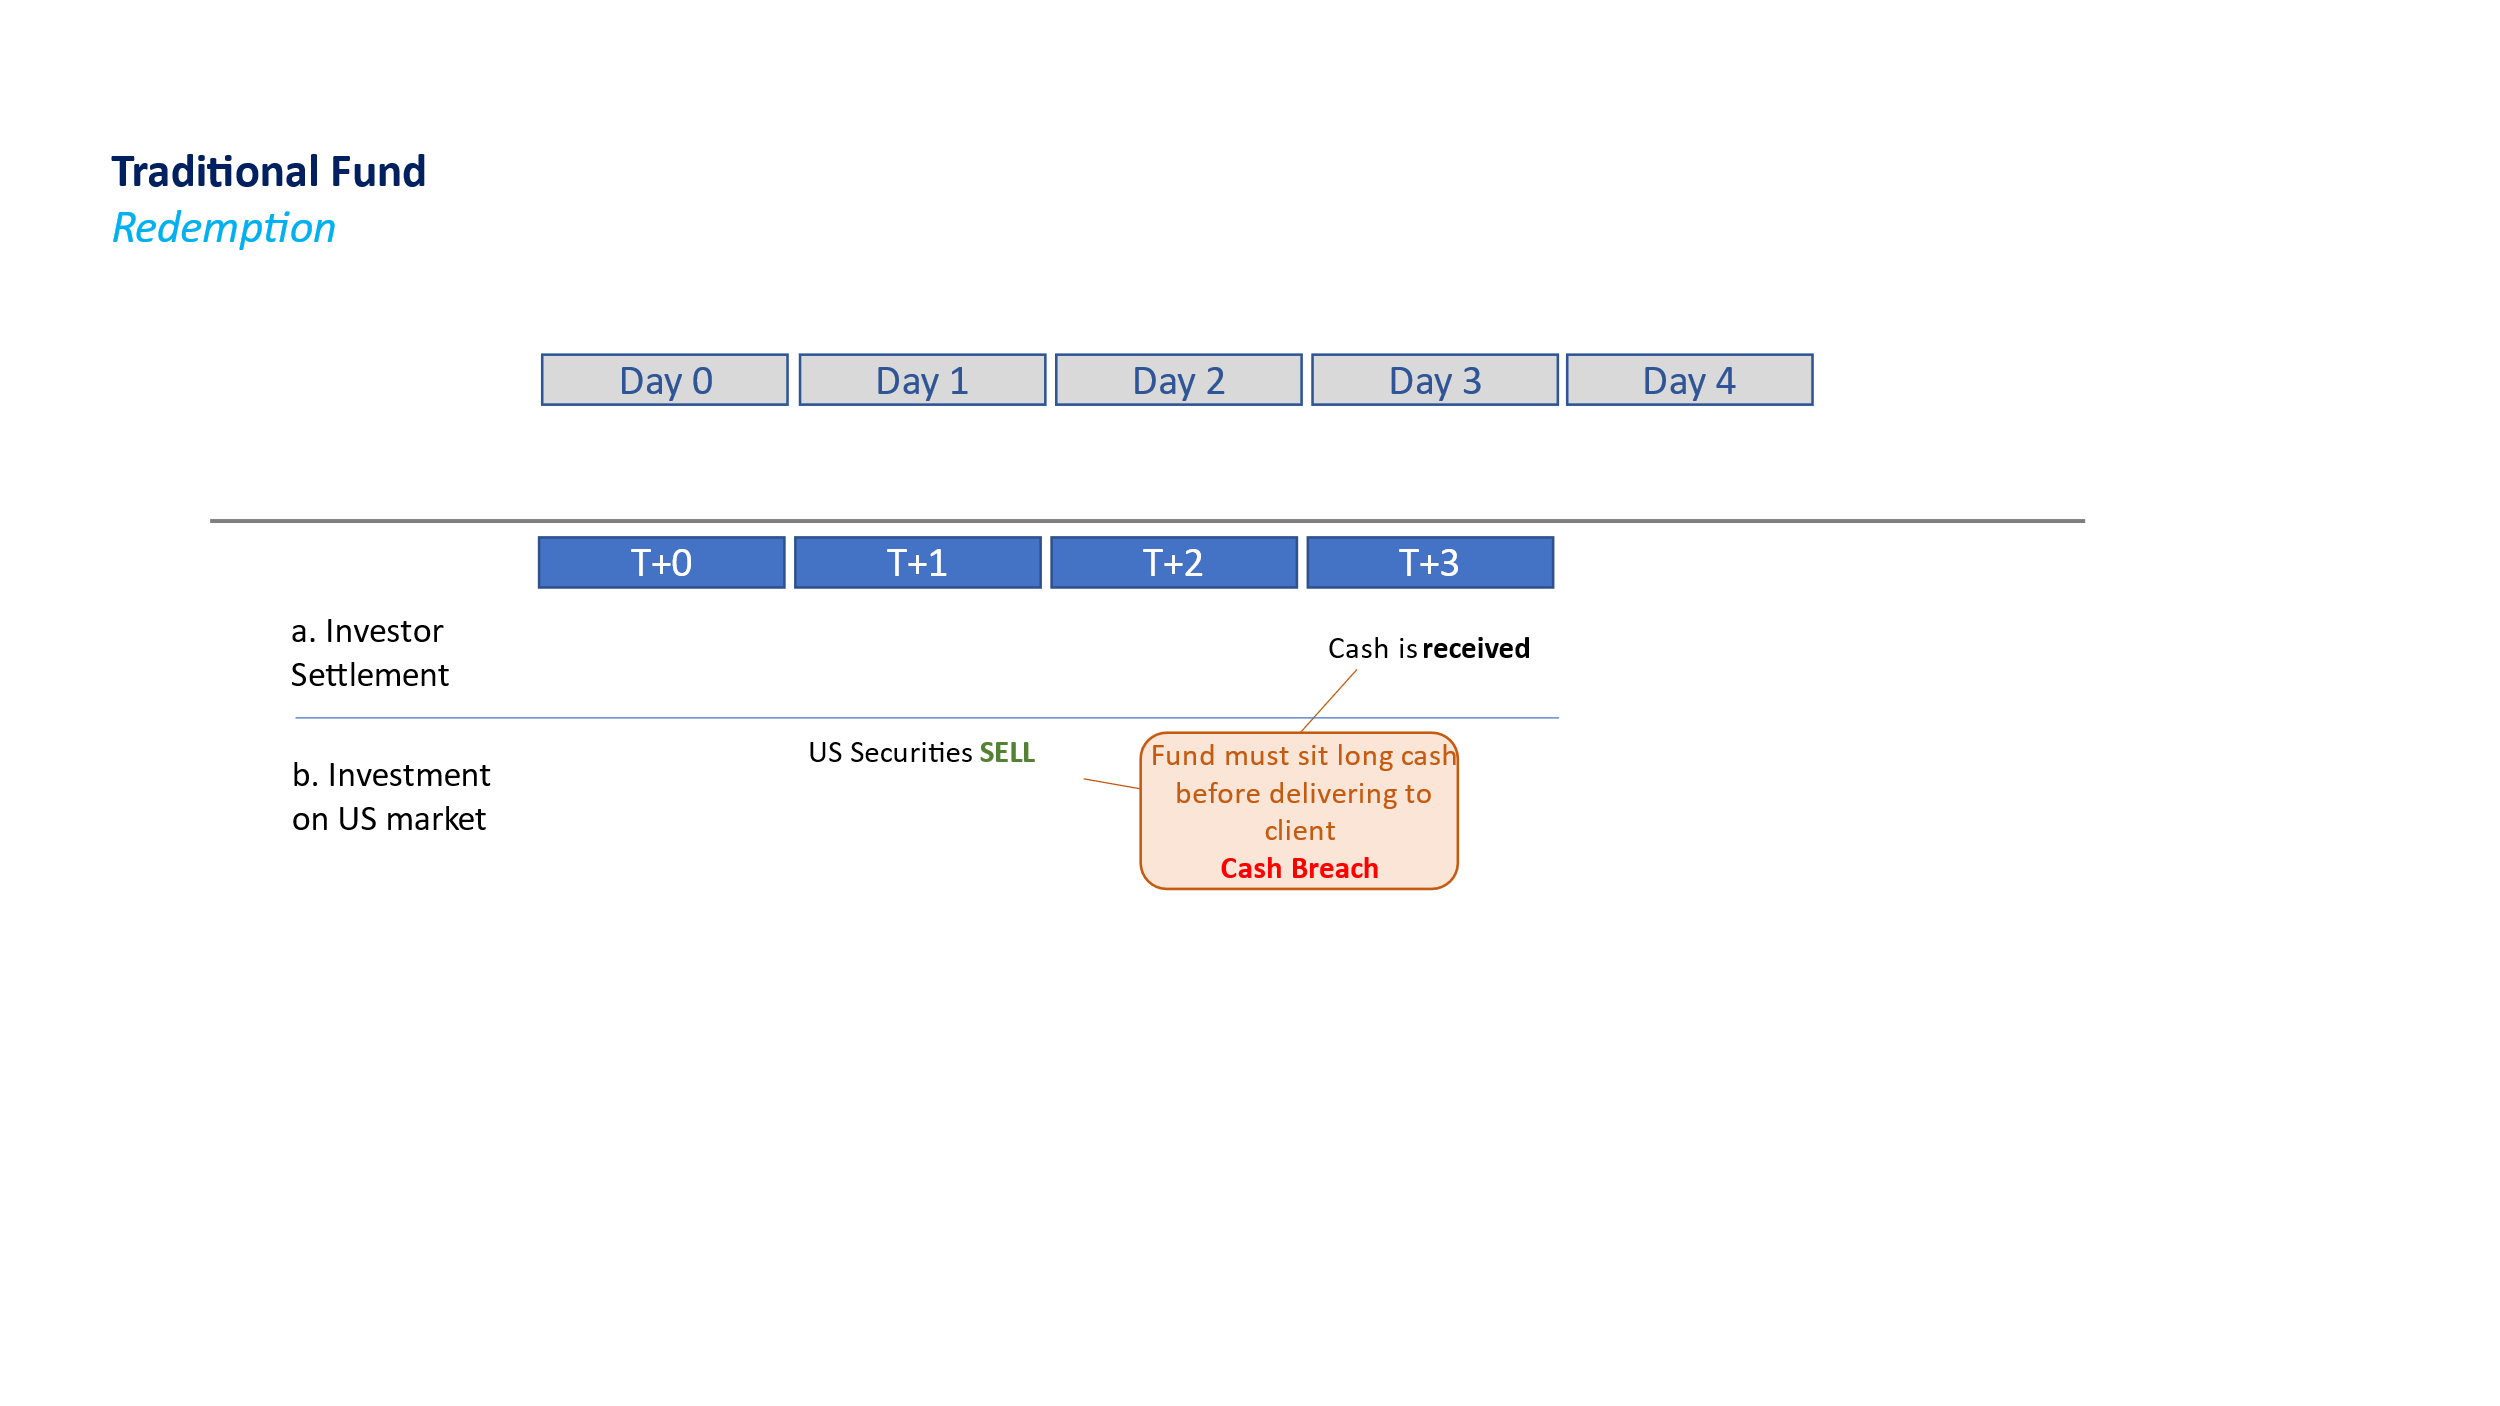 Traditional Fund
Redemption
Day 0 Day 1 Day 2 Day 3 Day 4
T+0 T+1 T+2 T+3
a. Investor
Settlement
Cash is received
US Securities SELL
b. Investment
on US market
Fund must sit long cash
before delivering to
client
Cash Breach